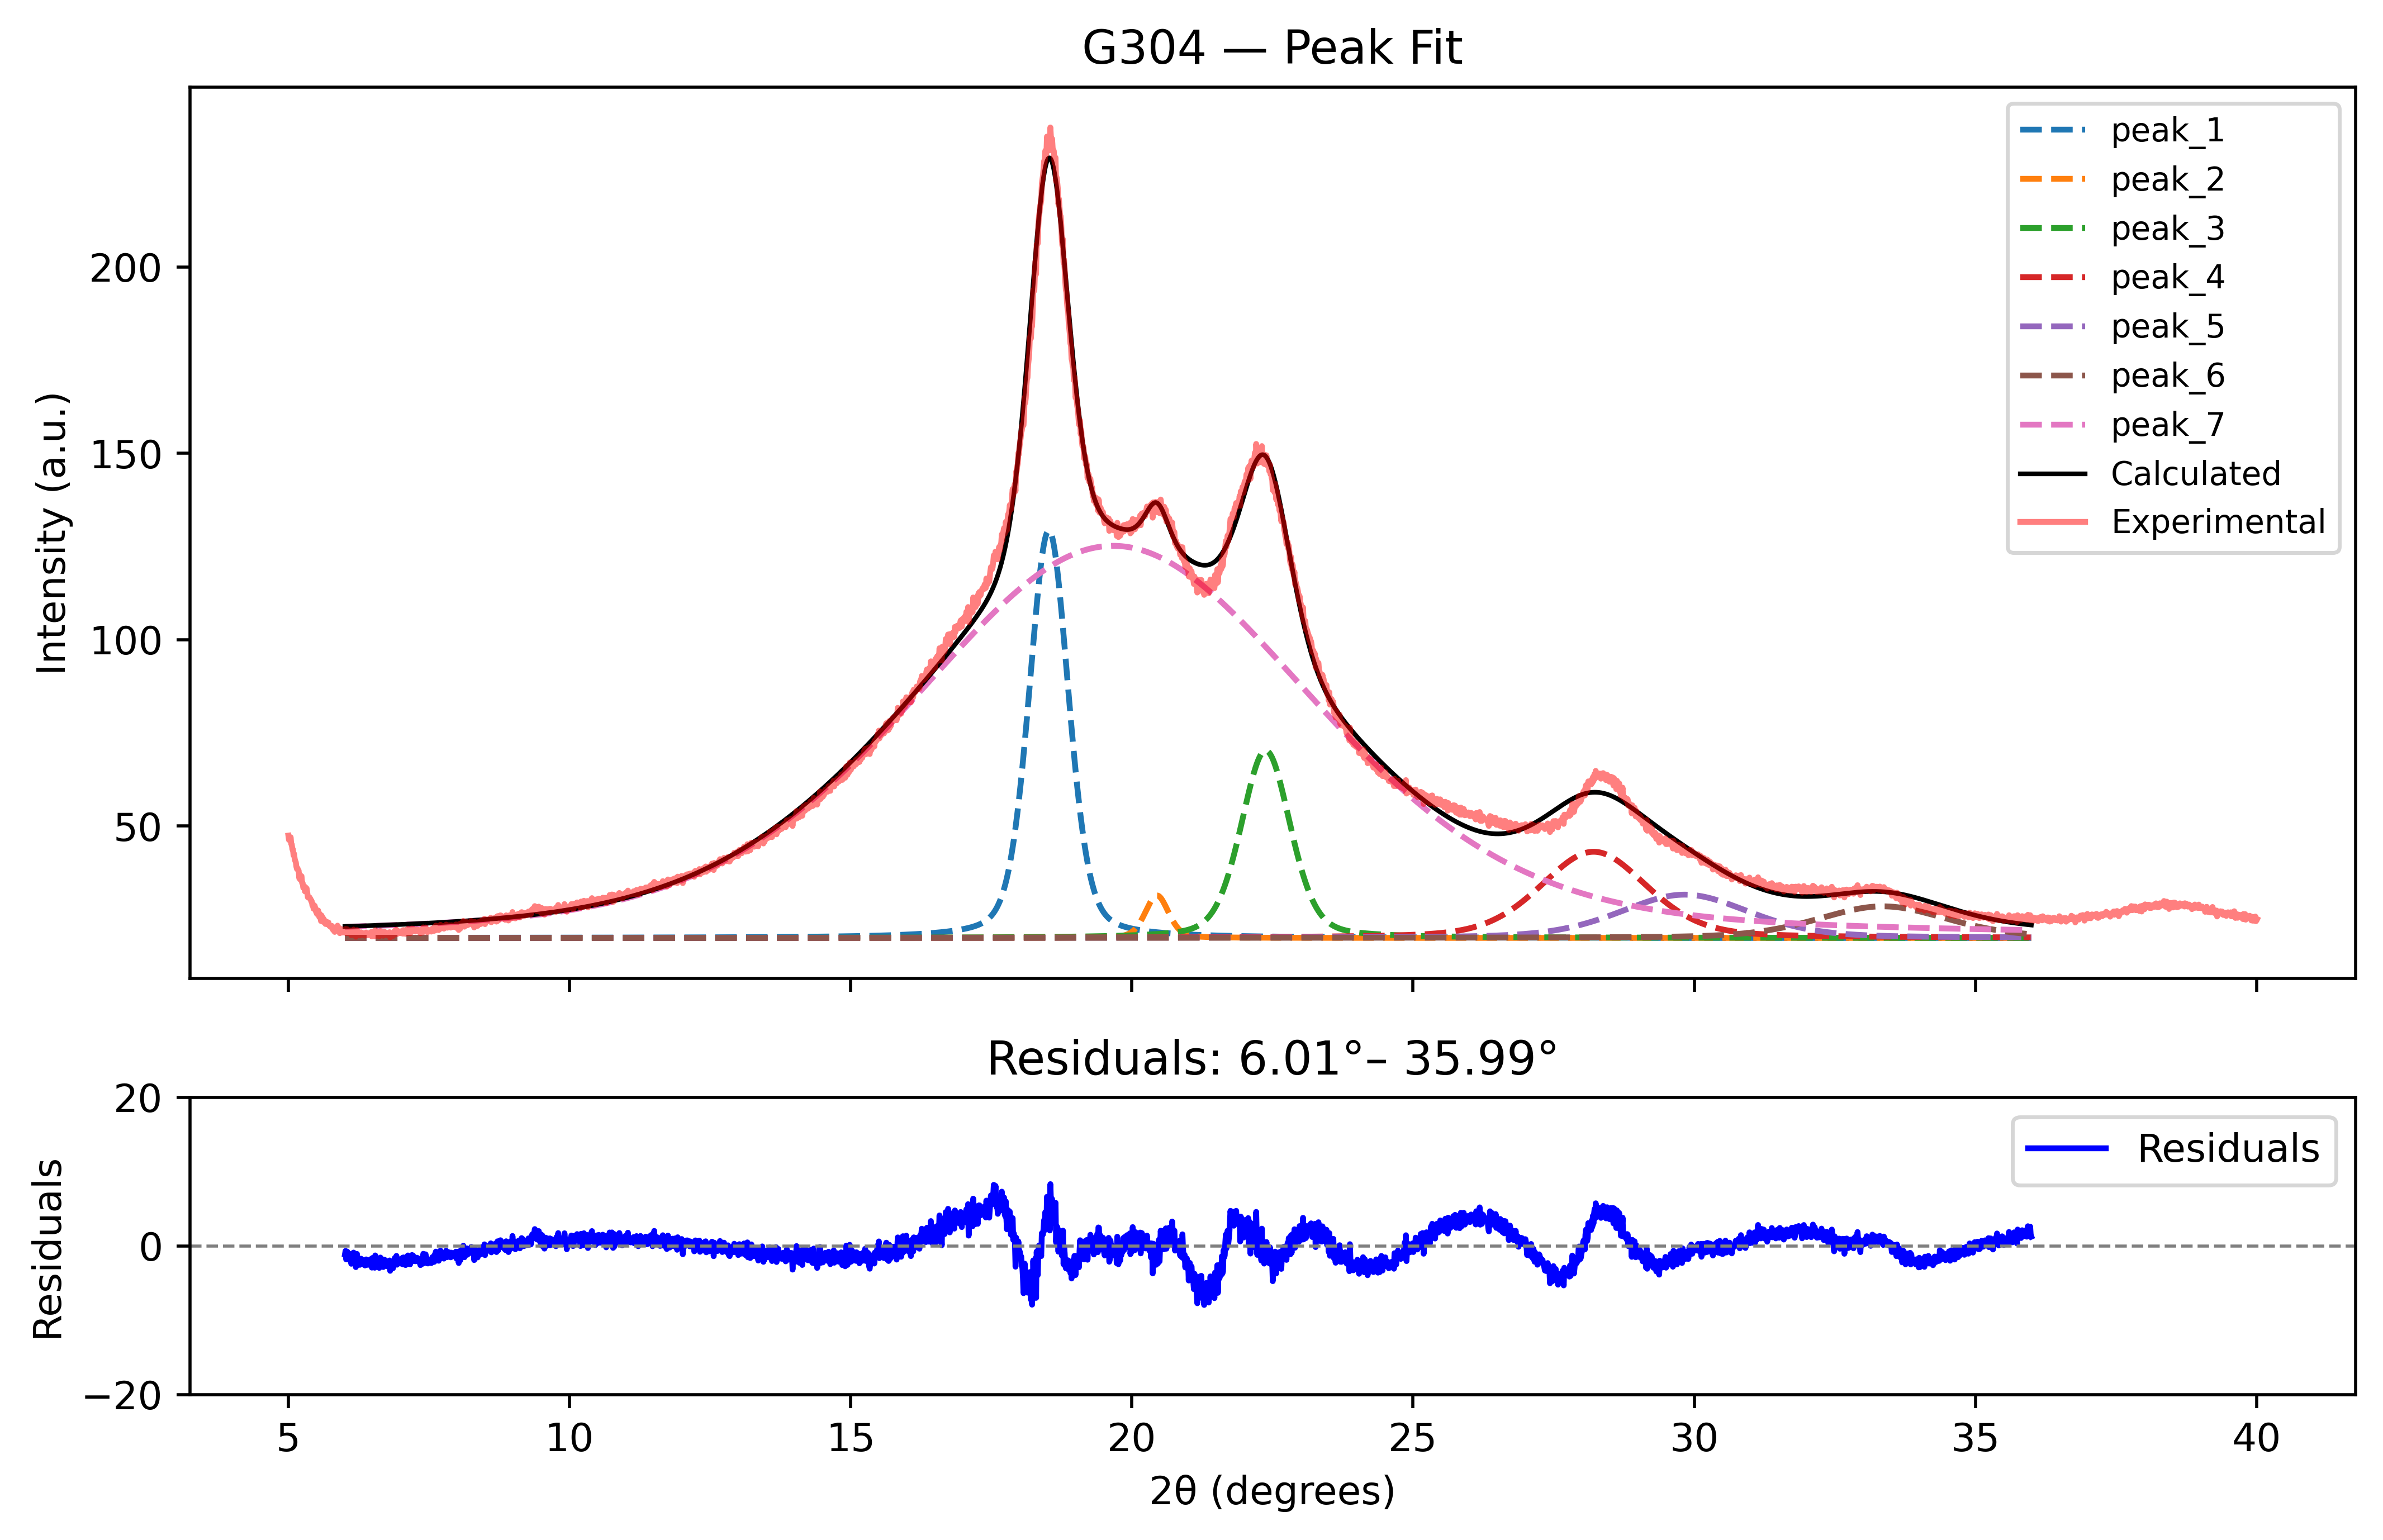 G304 — Peak Fit
Intensity (a.u.)
200
150
100
50
peak_1
peak_2
peak_3
peak_4
peak_5
peak_6
peak_7
Calculated
Experimental
Residuals: 6.01°– 35.99°
Residuals
20
0
−20
Residuals
5 10 15 20 25 30 35 40
2θ (degrees)